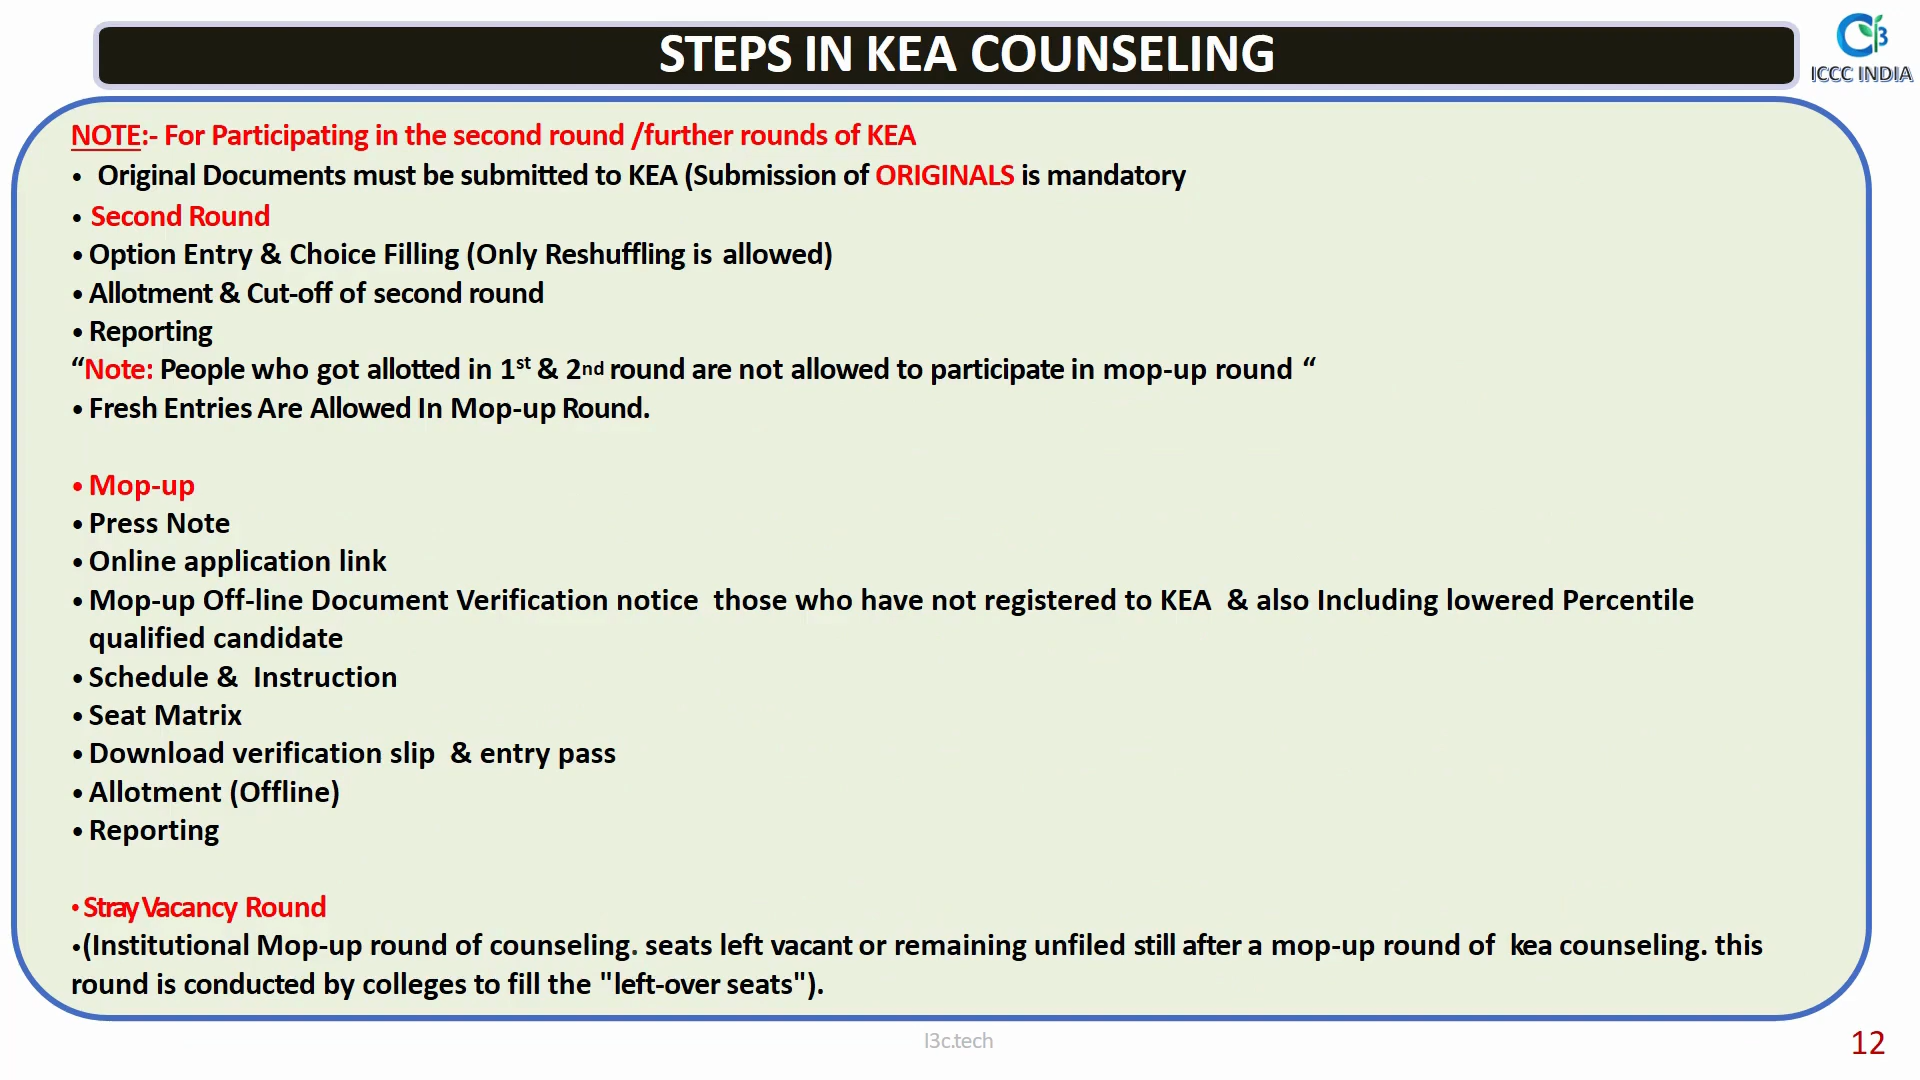 STEPS IN KEA COUNSELING
ICCC INDIA
NOTE:- For Participating in the second round /further rounds of KEA
• Original Documents must be submitted to KEA (Submission of ORIGINALS is mandatory
• Second Round
• Option Entry & Choice Filling (Only Reshuffling is allowed)
• Allotment & Cut-off of second round
• Reporting
“Note: People who got allotted in 1st & 2nd round are not allowed to participate in mop-up round “
• Fresh Entries Are Allowed In Mop-up Round.
• Mop-up
• Press Note
• Online application link
• Mop-up Off-line Document Verification notice those who have not registered to KEA & also Including lowered Percentile
qualified candidate
• Schedule & Instruction
• Seat Matrix
• Download verification slip & entry pass
• Allotment (Offline)
• Reporting
• Stray Vacancy Round
•(Institutional Mop-up round of counseling. seats left vacant or remaining unfiled still after a mop-up round of kea counseling. this
round is conducted by colleges to fill the "left-over seats").
I3c.tech
12